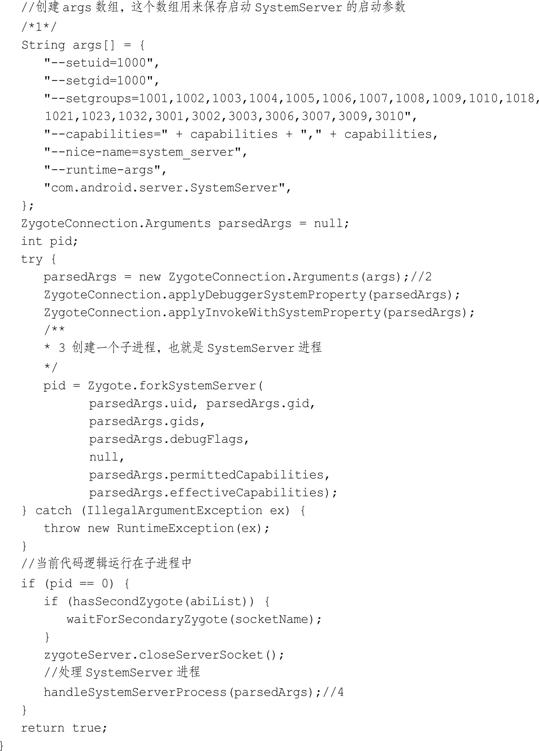 //创建 args 数组，这个数组用来保存启动 SystemServer 的启动参数
/*1*/
String args[] = {
"--setuid=1000",
"--setgid=1000",
"--setgroups=1001,1002,1003,1004,1005,1006,1007,1008,1009,1010,1018,
1021,1023,1032,3001,3002,3003,3006,3007,3009,3010",
"--capabilities=" + capabilities + "," + capabilities,
"--nice-name=system_server",
"--runtime-args",
"com.android.server.SystemServer",
};
ZygoteConnection.Arguments parsedArgs = null;
int pid;
try {
parsedArgs = new ZygoteConnection.Arguments(args);//2
ZygoteConnection.applyDebuggerSystemProperty(parsedArgs);
ZygoteConnection.applyInvokeWithSystemProperty(parsedArgs);
/**
* 3 创建一个子进程，也就是 SystemServer 进程
*/
pid = Zygote.forkSystemServer(
parsedArgs.uid, parsedArgs.gid,
parsedArgs.gids,
parsedArgs.debugFlags,
null,
parsedArgs.permittedCapabilities,
parsedArgs.effectiveCapabilities);
} catch (IllegalArgumentException ex) {
throw new RuntimeException(ex);
}
//当前代码逻辑运行在子进程中
if (pid == 0) {
if (hasSecondZygote(abiList)) {
waitForSecondaryZygote(socketName);
}
zygoteServer.closeServerSocket();
//处理 SystemServer 进程
handleSystemServerProcess(parsedArgs);//4
}
return true;
}